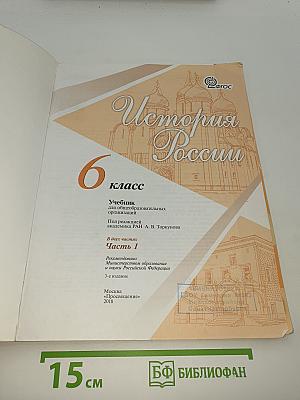 ФГОС
История
России
6 класс
Учебник
для общеобразовательных
организаций
Под редакцией
академика РАН А. В. Торкунова
В двух частях
Часть 1
Рекомендовано
Министерством образования
и науки Российской Федерации
3-е издание
Москва
«Просвещение»
2018
15 см
БФ БИБЛИОФАН